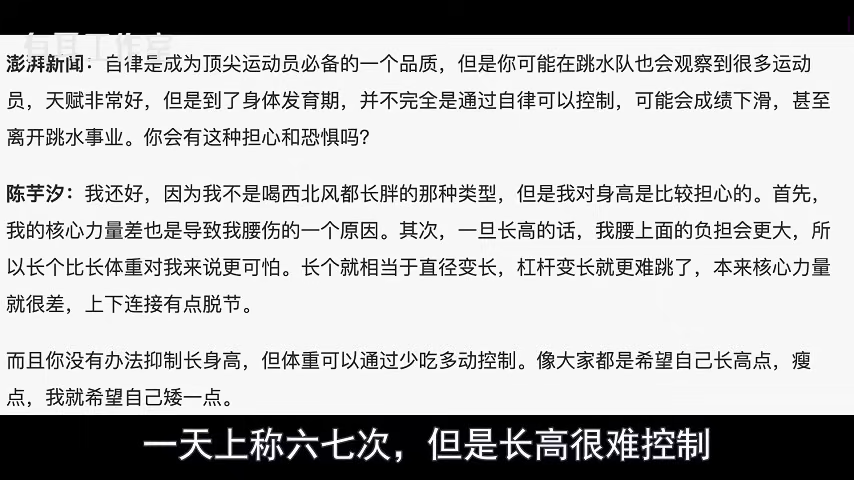 有耳工作室
澎湃新闻：自律是成为顶尖运动员必备的一个品质，但是你可能在跳水队也会观察到很多运动
员，天赋非常好，但是到了身体发育期，并不完全是通过自律可以控制，可能会成绩下滑，甚至
离开跳水事业。你会有这种担心和恐惧吗？
陈芋汐：我还好，因为我不是喝西北风都长胖的那种类型，但是我对身高是比较担心的。首先，
我的核心力量差也是导致我腰伤的一个原因。其次，一旦长高的话，我腰上面的负担会更大，所
以长个比长体重对我来说更可怕。长个就相当于直径变长，杠杆变长就更难跳了，本来核心力量
就很差，上下连接有点脱节。
而且你没有办法抑制长身高，但体重可以通过少吃多动控制。像大家都是希望自己长高点，瘦
点，我就希望自己矮一点。
一天上称六七次，但是长高很难控制